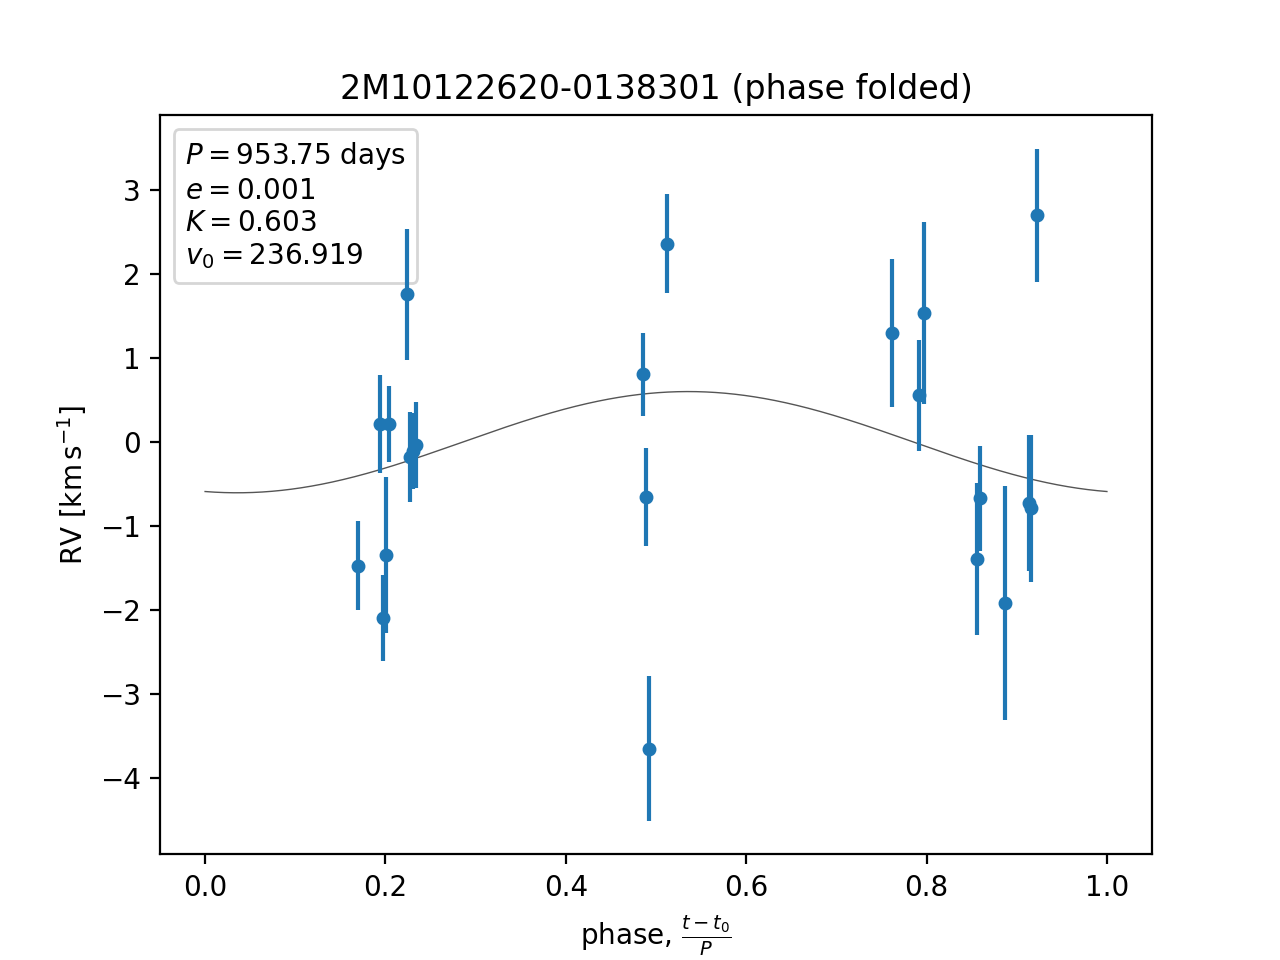 2M10122620-0138301 (phase folded)
P = 953.75 days
e = 0.001
K = 0.603
v₀ = 236.919
3
2
1
0
−1
−2
−3
−4
RV [km s⁻¹]
0.0 0.2 0.4 0.6 0.8 1.0
phase, (t − t₀)/P